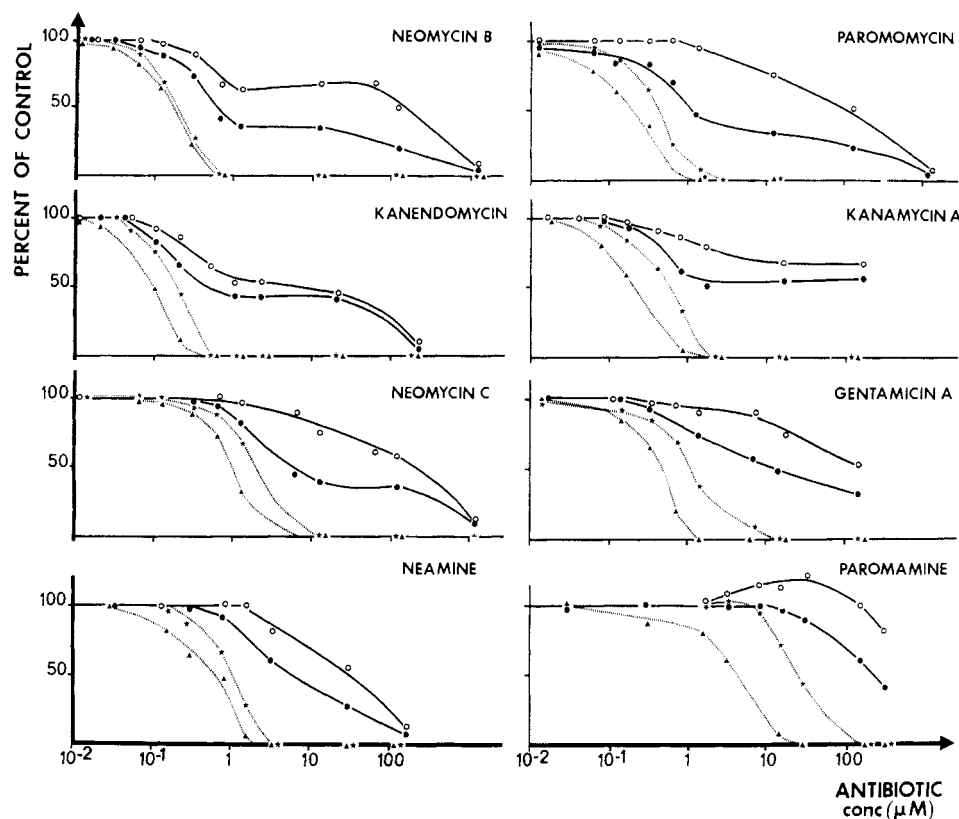 PERCENT OF CONTROL
NEOMYCIN B
100
50
PAROMOMYCIN
KANENDOMYCIN
100
50
KANAMYCIN A
NEOMYCIN C
100
50
GENTAMICIN A
NEAMINE
100
50
PAROMAMINE
10-2 10-1 1 10 100
10-2 10-1 1 10 100
ANTIBIOTIC
conc (μM)